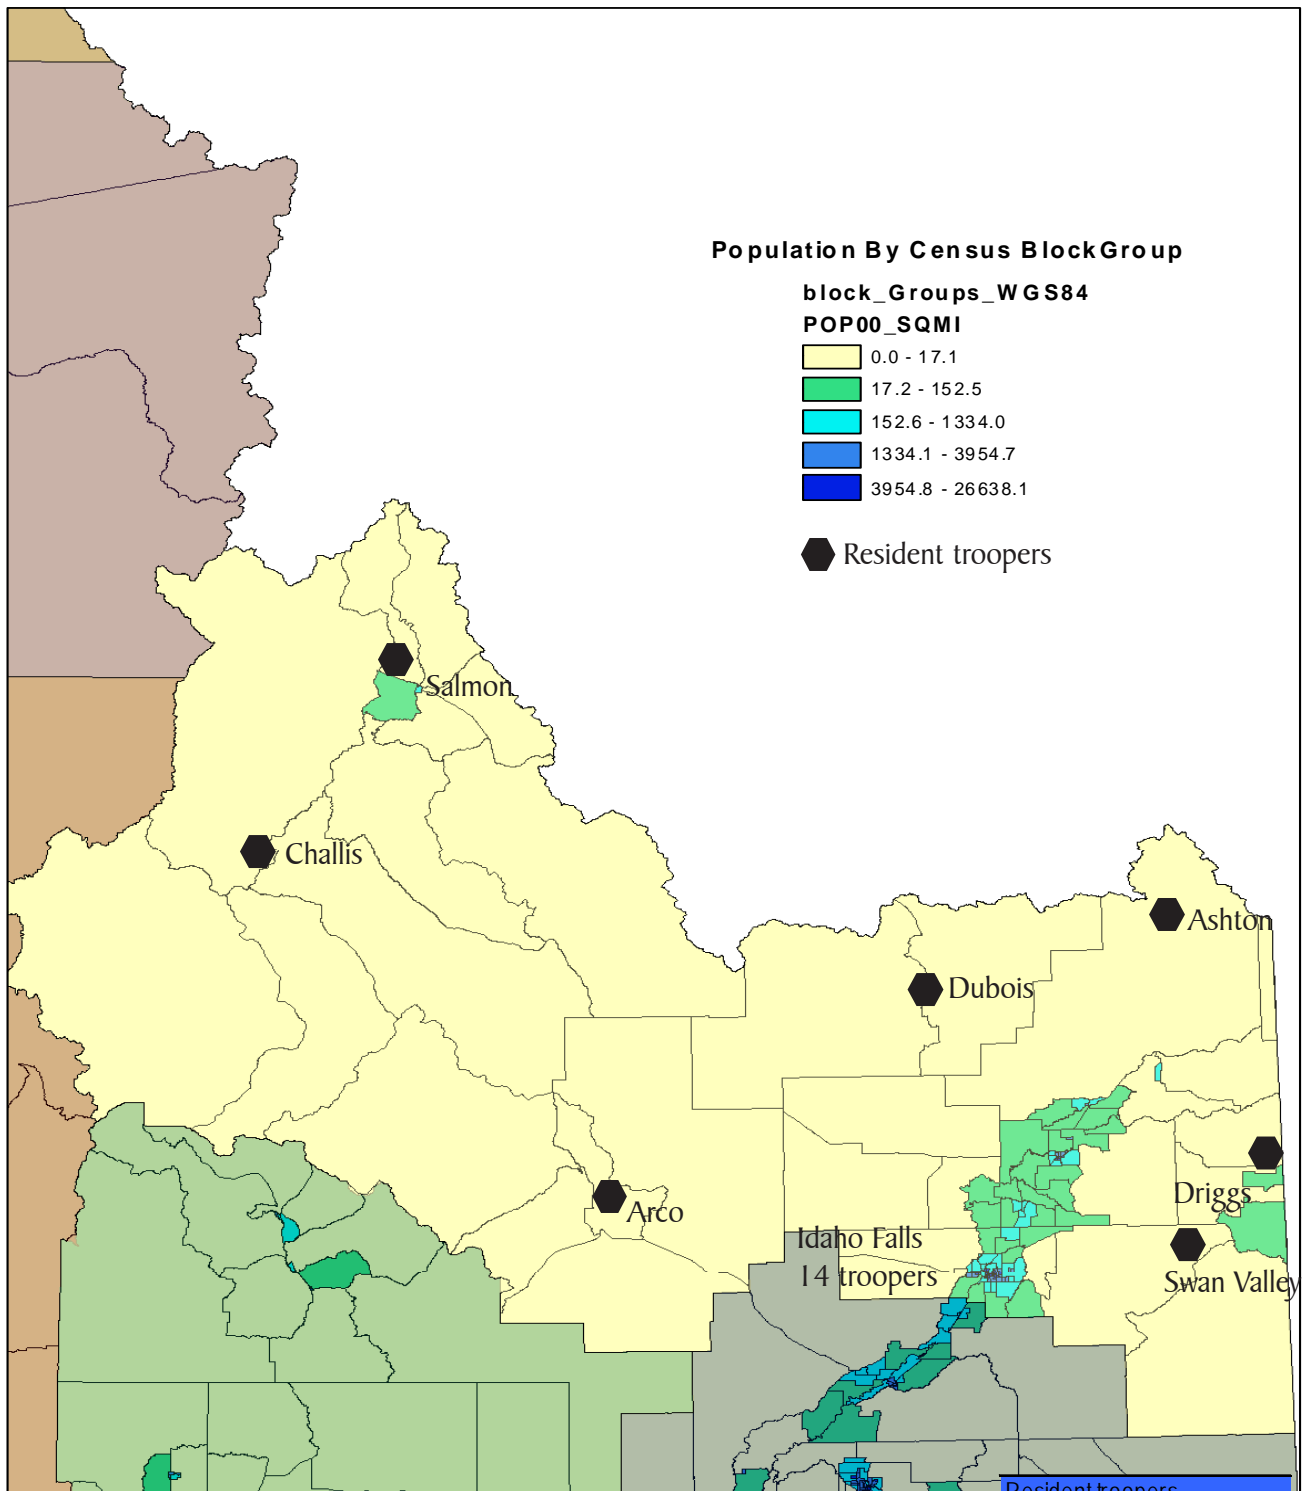 Population By Census BlockGroup
block_Groups_WGS84
POP00_SQMI
0.0 - 17.1
17.2 - 152.5
152.6 - 1334.0
1334.1 - 3954.7
3954.8 - 26638.1
Resident troopers
Salmon
Challis
Ashton
Dubois
Driggs
Arco
Idaho Falls
14 troopers
Swan Valley
Resident troopers